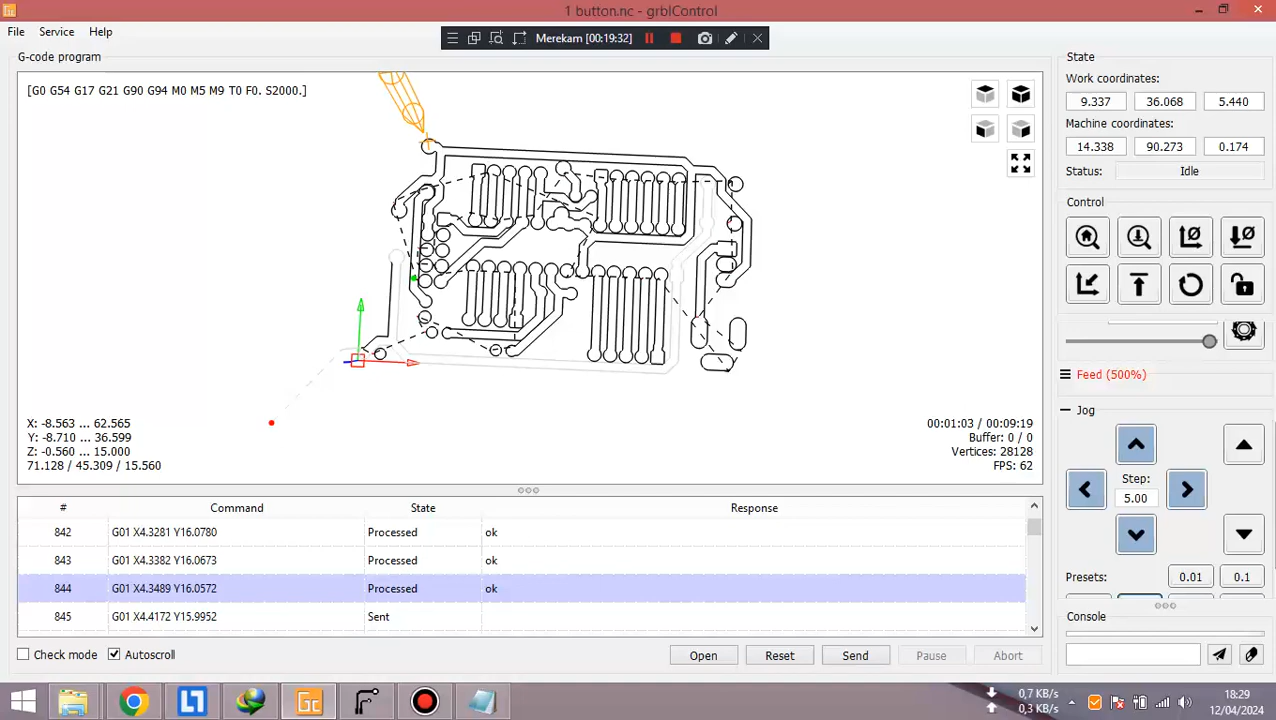 Gc
1 button.nc - grblControl
File Service Help
Merekam [00:19:32]
G-code program
[G0 G54 G17 G21 G90 G94 M0 M5 M9 T0 F0. S2000.]
X: -8.563 ... 62.565
Y: -8.710 ... 36.599
Z: -0.560 ... 15.000
71.128 / 45.309 / 15.560
00:01:03 / 00:09:19
Buffer: 0 / 0
Vertices: 28128
FPS: 62
# Command State Response
842 G01 X4.3281 Y16.0780 Processed ok
843 G01 X4.3382 Y16.0673 Processed ok
844 G01 X4.3489 Y16.0572 Processed ok
845 G01 X4.4172 Y15.9952 Sent
Check mode Autoscroll Open Reset Send Pause Abort
State
Work coordinates:
9.337 36.068 5.440
Machine coordinates:
14.338 90.273 0.174
Status: Idle
Control
Feed (500%)
Jog
Step:
5.00
Presets: 0.01 0.1
Console
Gc
0,7 KB/s
0,3 KB/s
18:29
12/04/2024